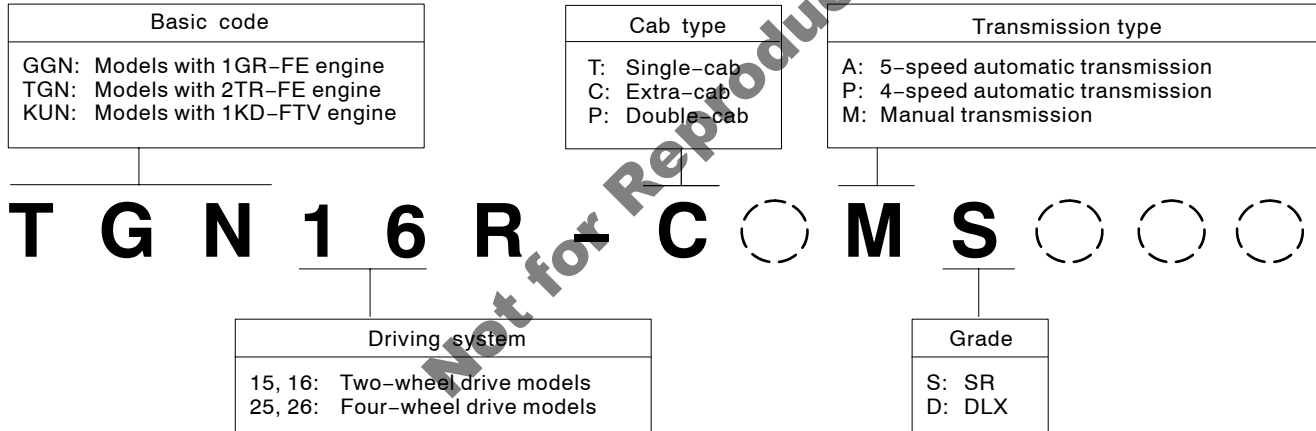 Basic code
GGN: Models with 1GR−FE engine
TGN: Models with 2TR−FE engine
KUN: Models with 1KD−FTV engine
Cab type
T: Single−cab
C: Extra−cab
P: Double−cab
Transmission type
A: 5−speed automatic transmission
P: 4−speed automatic transmission
M: Manual transmission
T G N 1 6 R - C M S
Driving system
15, 16: Two−wheel drive models
25, 26: Four−wheel drive models
Grade
S: SR
D: DLX
Not for Reproduc